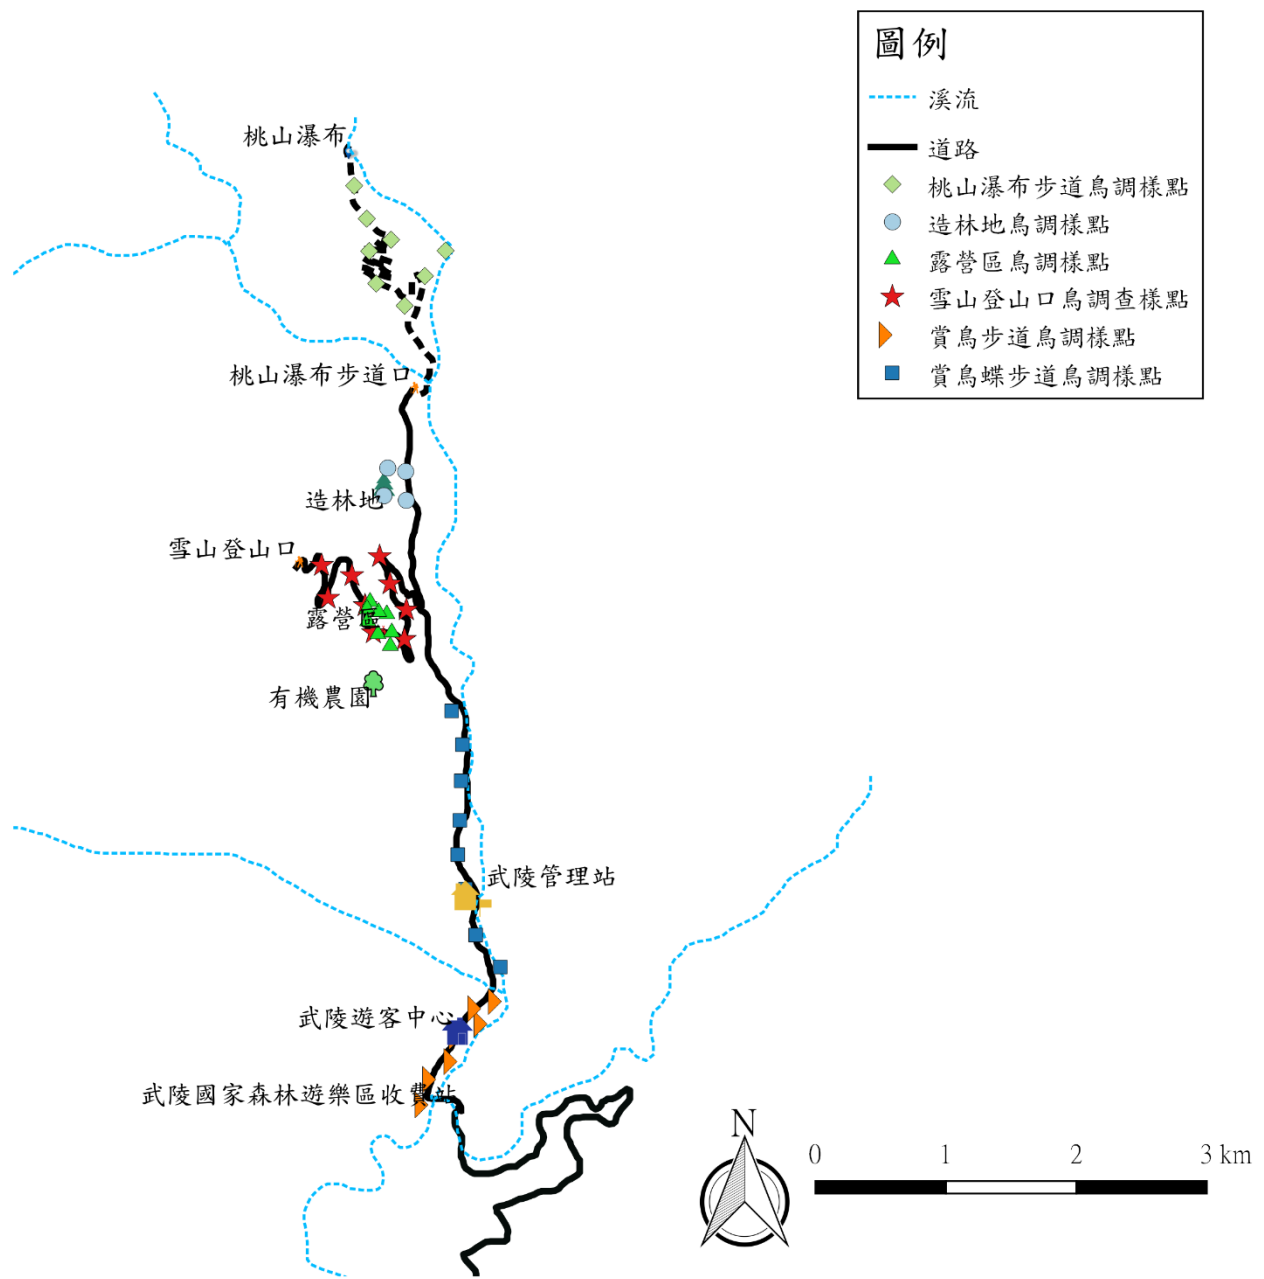 圖例
溪流
道路
桃山瀑布步道鳥調樣點
造林地鳥調樣點
露營區鳥調樣點
雪山登山口鳥調查樣點
賞鳥步道鳥調樣點
賞鳥蝶步道鳥調樣點
桃山瀑布
桃山瀑布步道口
造林地
雪山登山口
露營區
有機農園
武陵管理站
武陵遊客中心
武陵國家森林遊樂區收費站
N
0 1 2 3 km